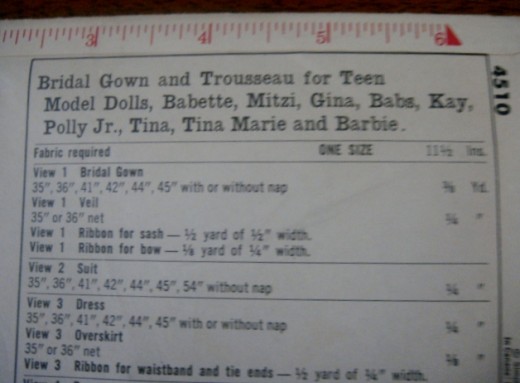 3 4 5 6
4510
Bridal Gown and Trousseau for Teen
Model Dolls, Babette, Mitzi, Gina, Babs, Kay,
Polly Jr., Tina, Tina Marie and Barbie.
Fabric required ONE SIZE 11½ Ins.
View 1 Bridal Gown
35", 36", 41", 42", 44", 45" with or without nap Yd.
View 1 Veil
35" or 36" net "
View 1 Ribbon for sash — ½ yard of ½" width.
View 1 Ribbon for bow — ⅛ yard of ¼" width.
View 2 Suit
35", 36", 41", 42", 44", 45", 54" without nap "
View 3 Dress
35", 36", 41", 42", 44", 45" with or without nap "
View 3 Overskirt
35" or 36" net "
View 3 Ribbon for waistband and tie ends — ½ yard of width.